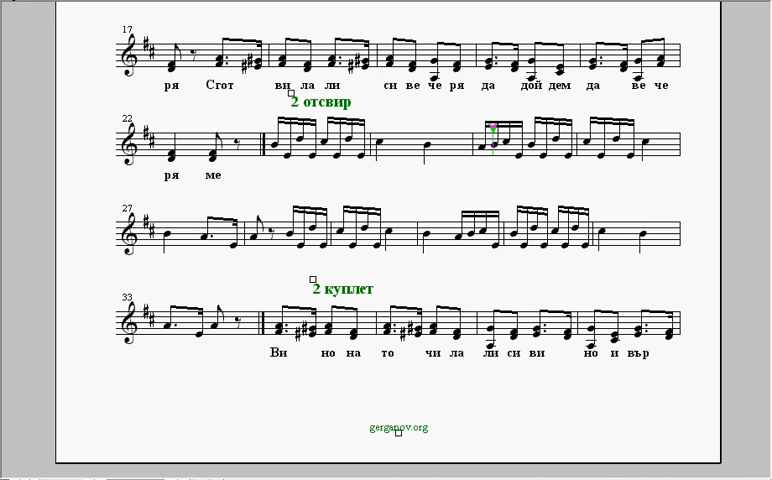 17
ря Сгот ви ла ли си ве че ря да дой дем да ве че
2 отсвир
22
ря ме
27
2 куплет
33
Ви но на то чи ла ли си ви но и вър
gerganov.org